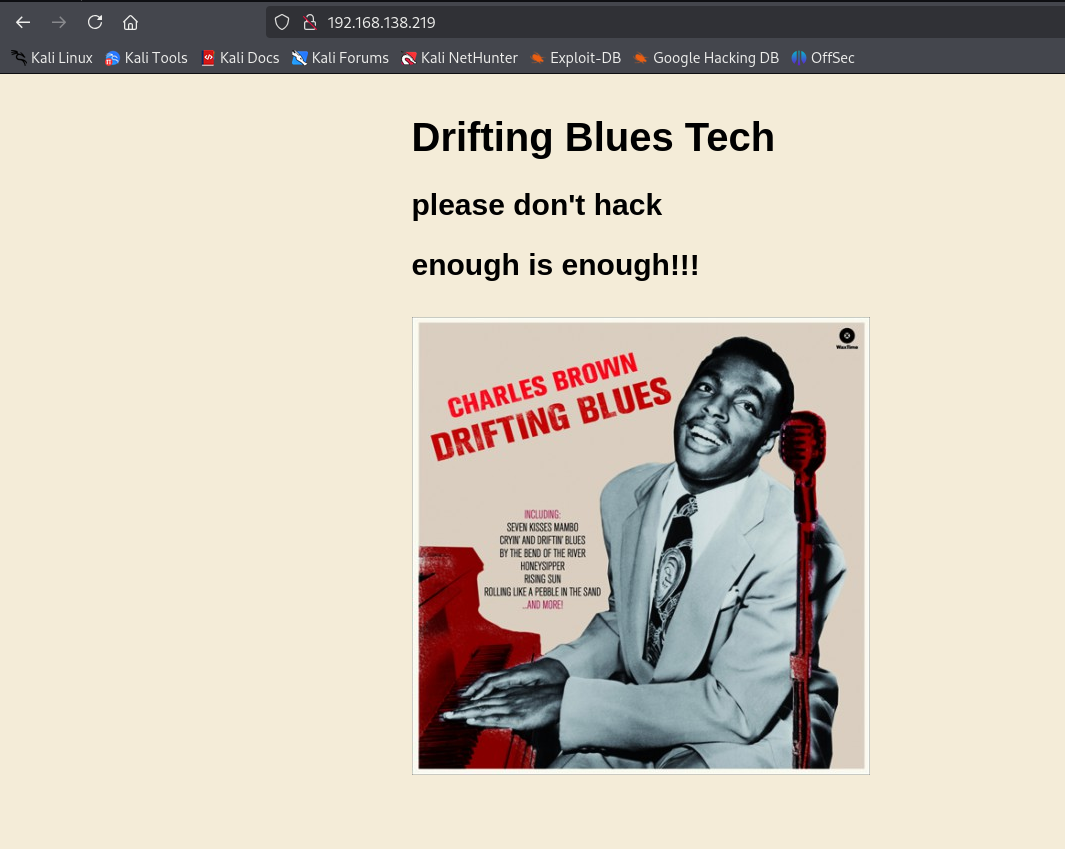 192.168.138.219
Kali Linux Kali Tools Kali Docs Kali Forums Kali NetHunter Exploit-DB Google Hacking DB OffSec
Drifting Blues Tech
please don't hack
enough is enough!!!
WaxTime
CHARLES BROWN
DRIFTING BLUES
INCLUDING:
SEVEN KISSES MAMBO
CRYIN' AND DRIFTIN' BLUES
BY THE BEND OF THE RIVER
HONEYSIPPER
RISING SUN
ROLLING LIKE A PEBBLE IN THE SAND
...AND MORE!